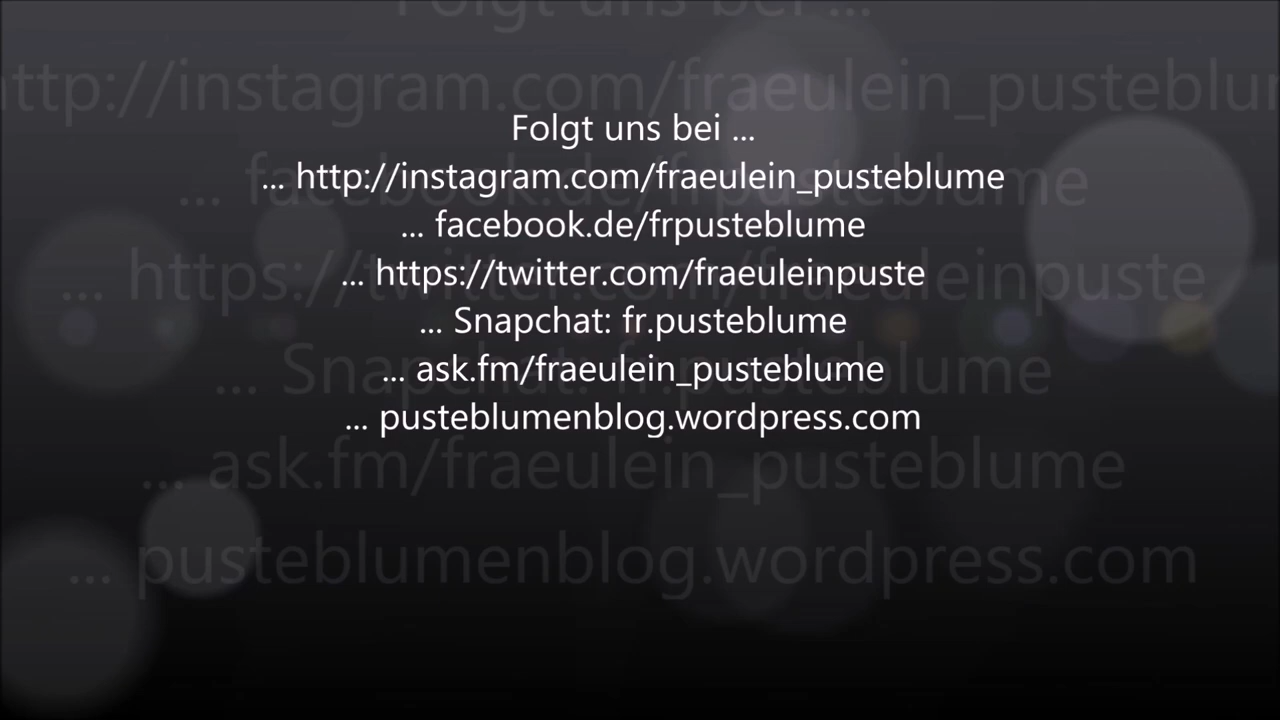 Folgt uns bei ...
... http://instagram.com/fraeulein_pusteblume
... facebook.de/frpusteblume
... https://twitter.com/fraeuleinpuste
... Snapchat: fr.pusteblume
... ask.fm/fraeulein_pusteblume
... pusteblumenblog.wordpress.com